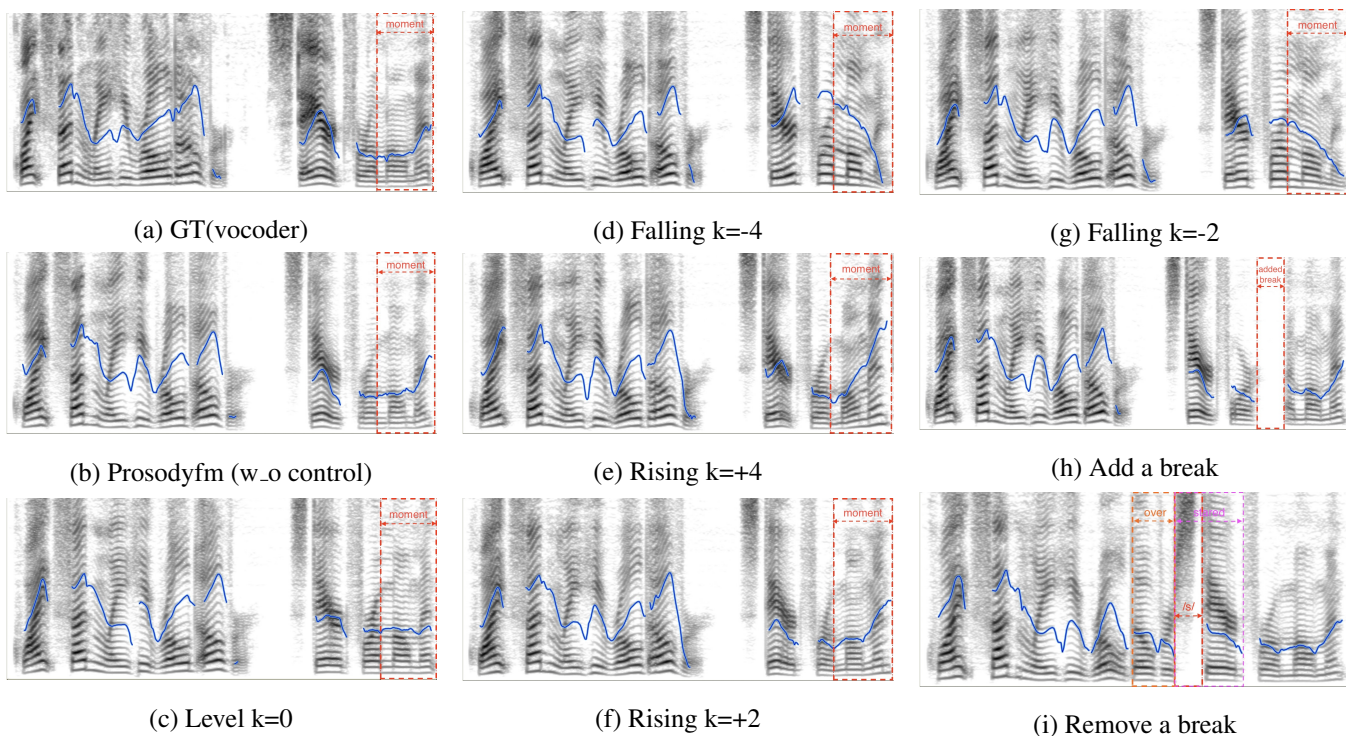 moment
moment
moment
(a) GT(vocoder)
(d) Falling k=-4
(g) Falling k=-2
moment
moment
added
break
(b) Prosodyfm (w_o control)
(e) Rising k=+4
(h) Add a break
moment
moment
over
stared
/s/
(c) Level k=0
(f) Rising k=+2
(i) Remove a break